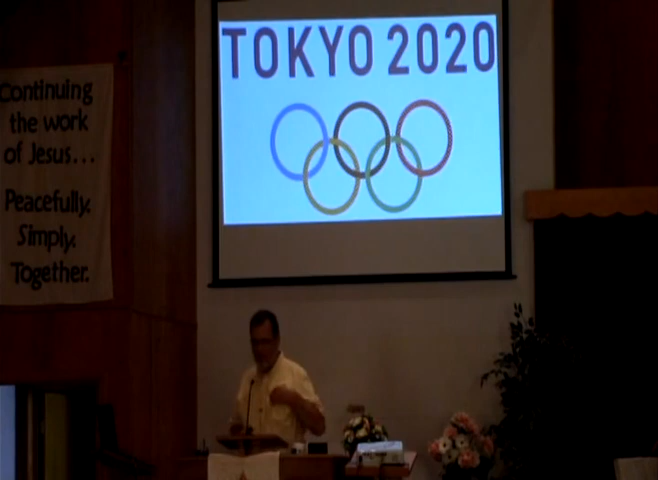 Continuing
the work
of Jesus...
Peacefully.
Simply.
Together.
TOKYO 2020